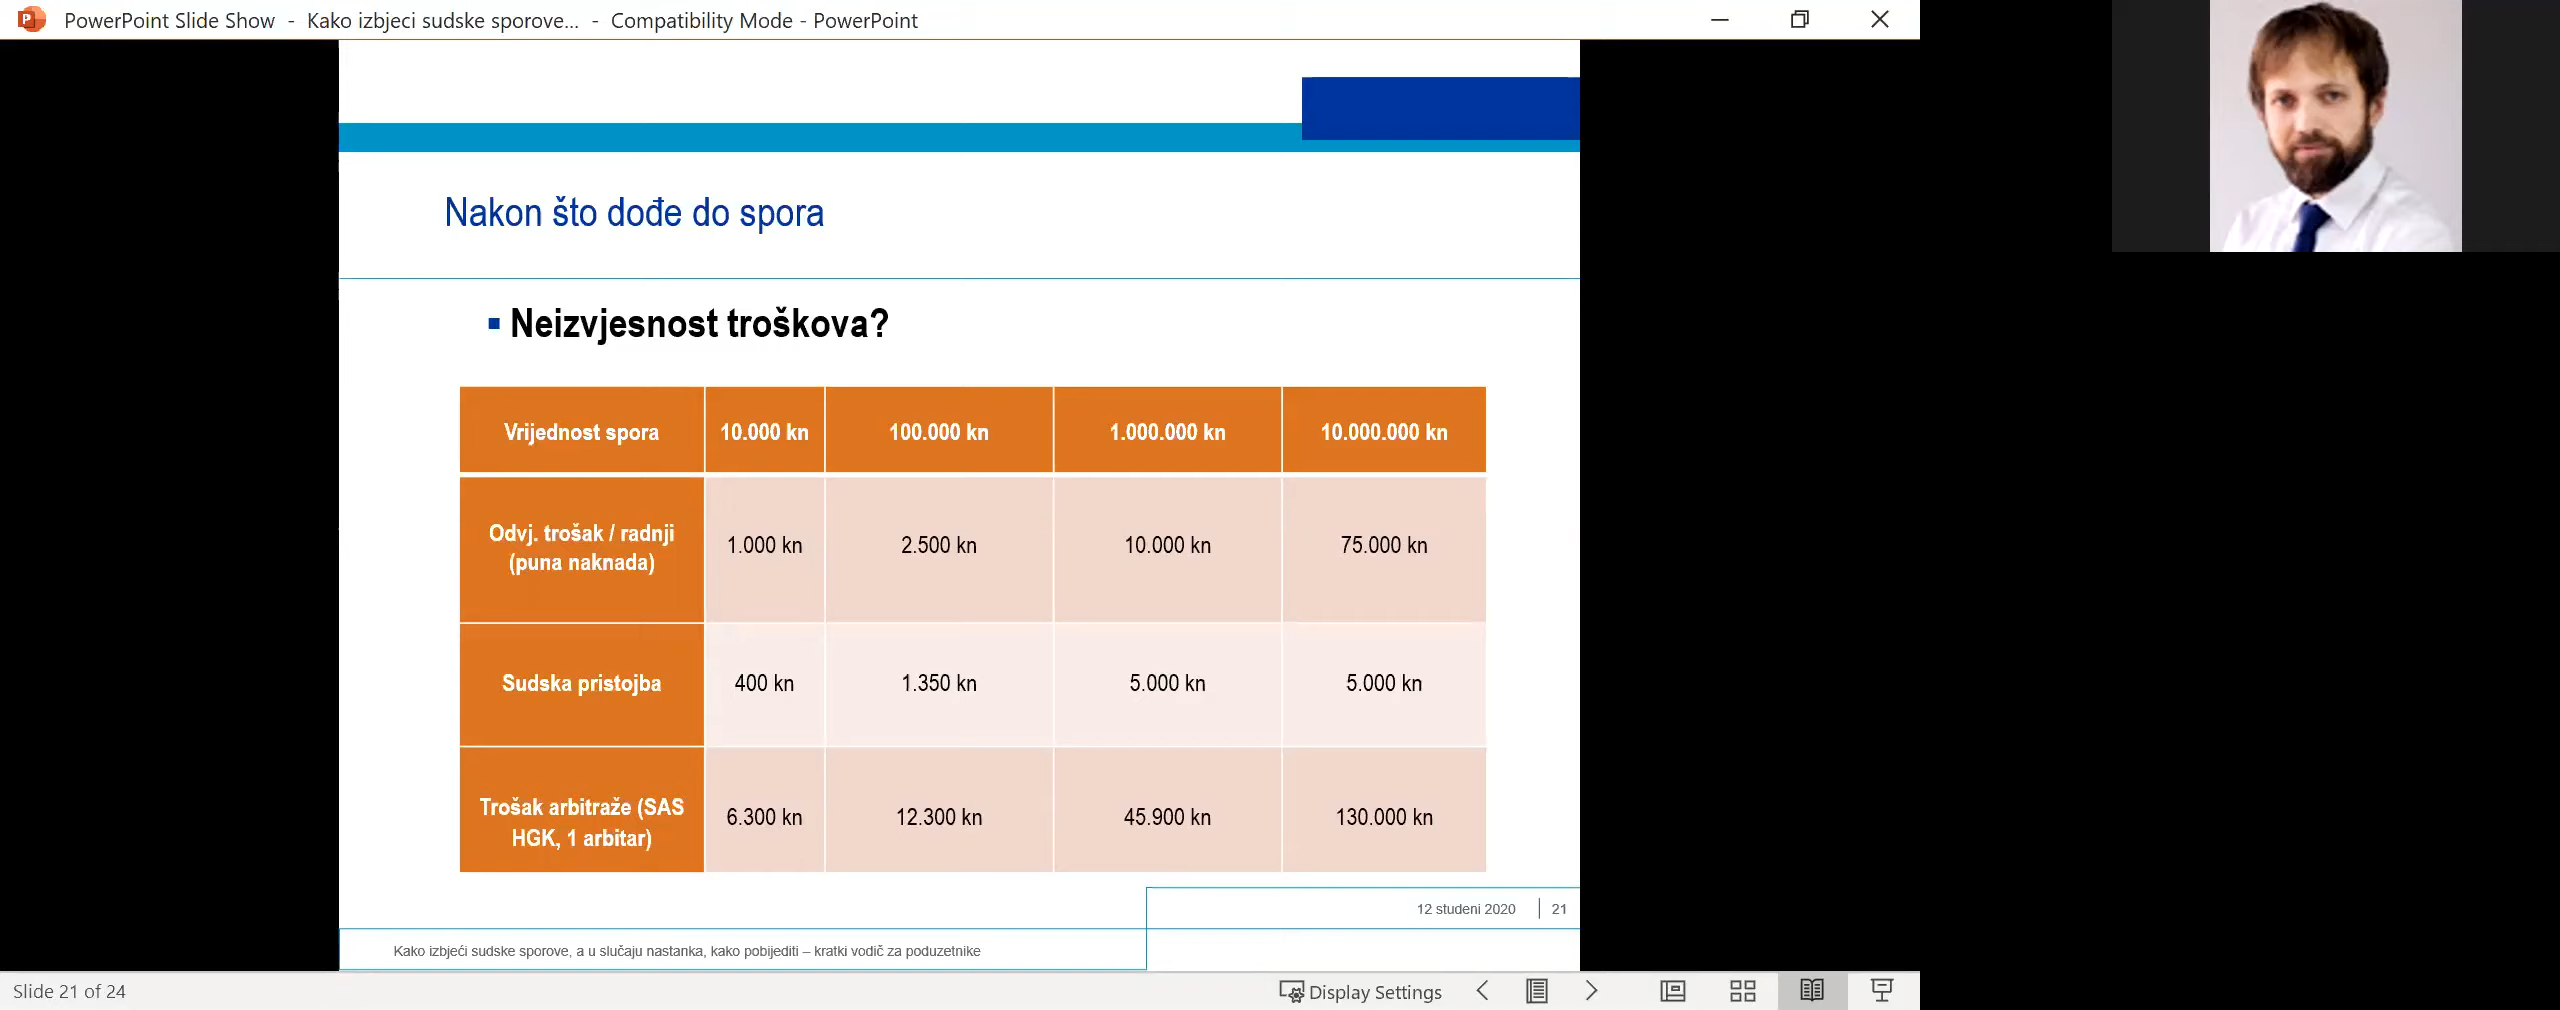 PowerPoint Slide Show - Kako izbjeci sudske sporove... - Compatibility Mode - PowerPoint
Nakon što dođe do spora
Neizvjesnost troškova?
Vrijednost spora 10.000 kn 100.000 kn 1.000.000 kn 10.000.000 kn
Odvj. trošak / radnji
(puna naknada)
1.000 kn 2.500 kn 10.000 kn 75.000 kn
Sudska pristojba 400 kn 1.350 kn 5.000 kn 5.000 kn
Trošak arbitraže (SAS
HGK, 1 arbitar)
6.300 kn 12.300 kn 45.900 kn 130.000 kn
12 studeni 2020 21
Kako izbjeći sudske sporove, a u slučaju nastanka, kako pobijediti – kratki vodič za poduzetnike
Slide 21 of 24 Display Settings